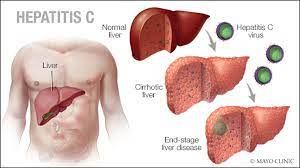 HEPATITIS C
Liver
Normal
liver
Hepatitis C
virus
Cirrhotic
liver
End-stage
liver disease
© MAYO CLINIC